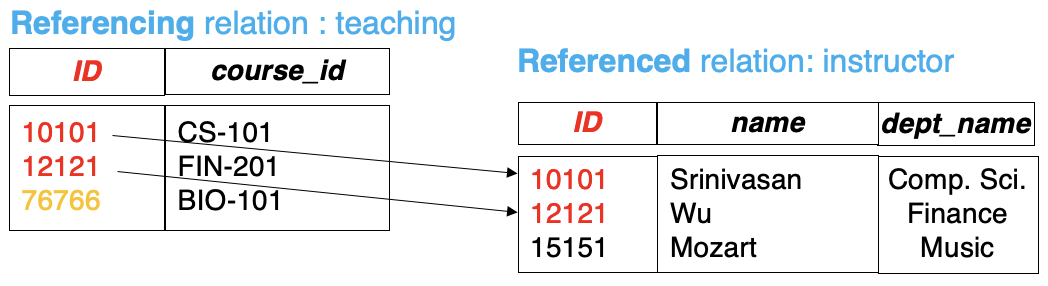 Referencing relation : teaching
ID course_id
10101 CS-101
12121 FIN-201
76766 BIO-101
Referenced relation: instructor
ID name dept_name
10101 Srinivasan Comp. Sci.
12121 Wu Finance
15151 Mozart Music